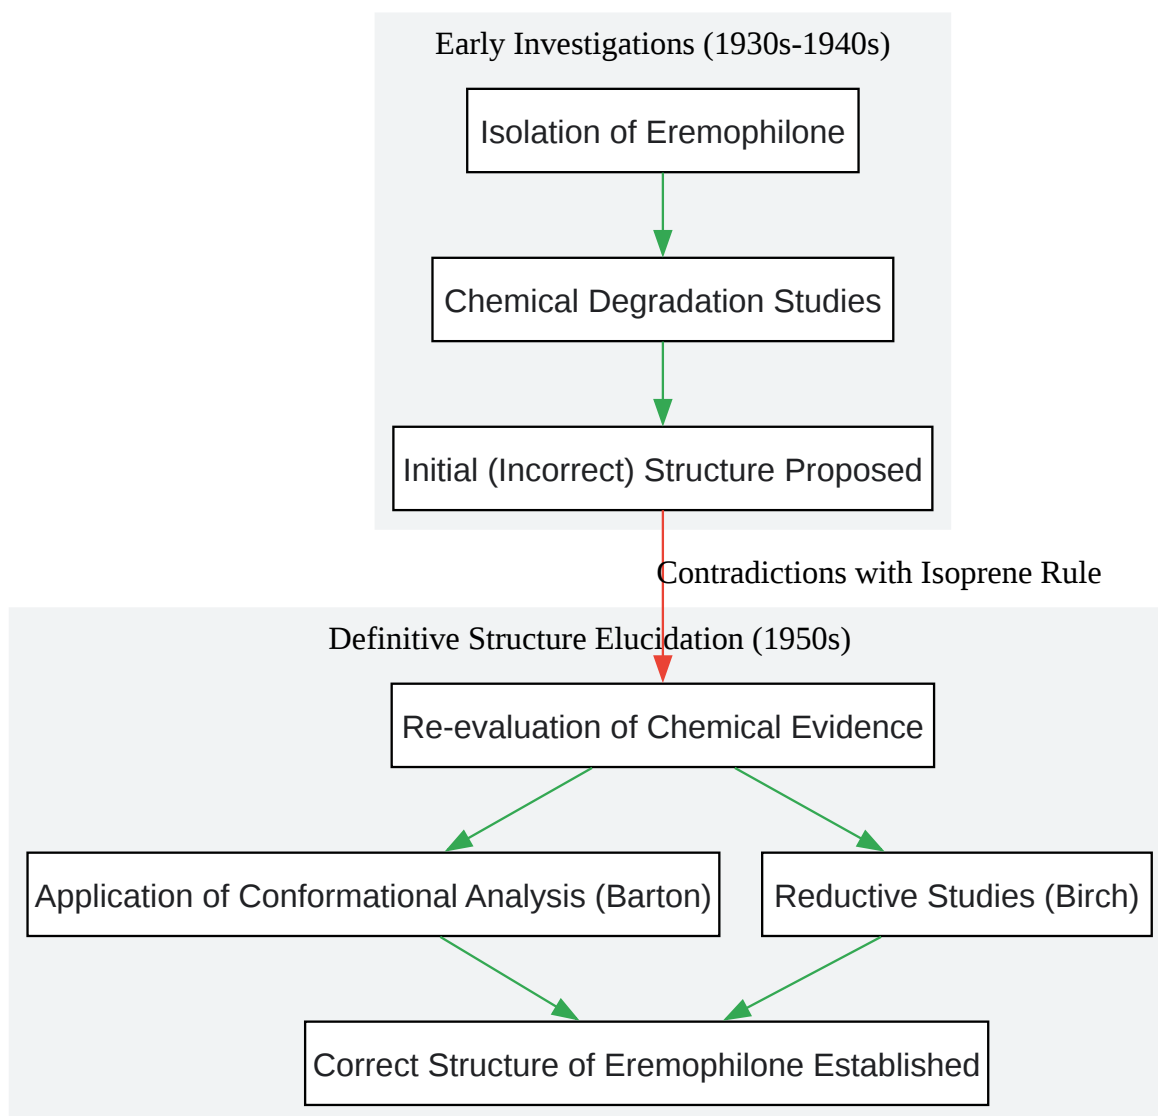 Early Investigations (1930s-1940s)
Isolation of Eremophilone
Chemical Degradation Studies
Initial (Incorrect) Structure Proposed
Contradictions with Isoprene Rule
Definitive Structure Elucidation (1950s)
Re-evaluation of Chemical Evidence
Application of Conformational Analysis (Barton)
Reductive Studies (Birch)
Correct Structure of Eremophilone Established